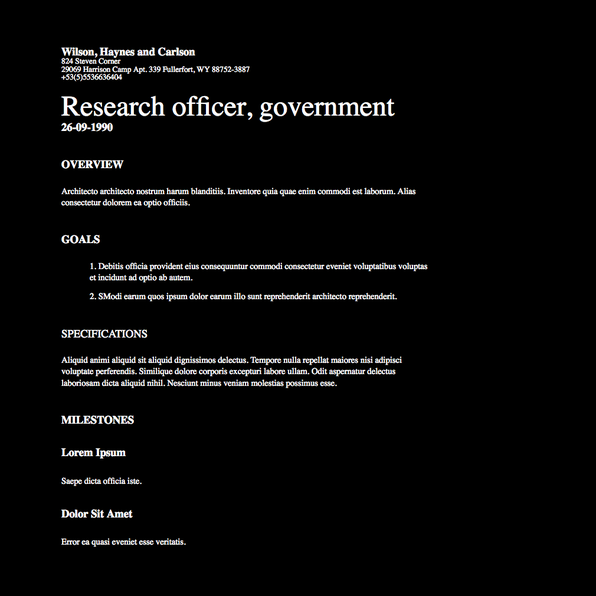 Wilson, Haynes and Carlson
824 Steven Corner
29069 Harrison Camp Apt. 339 Fullerfort, WY 88752-3887
+53(5)5536636404
Research officer, government
26-09-1990
OVERVIEW
Architecto architecto nostrum harum blanditiis. Inventore quia quae enim commodi est laborum. Alias
consectetur dolorem ea optio officiis.
GOALS
1. Debitis officia provident eius consequuntur commodi consectetur eveniet voluptatibus voluptas
et incidunt ad optio ab autem.
2. SModi earum quos ipsum dolor earum illo sunt reprehenderit architecto reprehenderit.
SPECIFICATIONS
Aliquid animi aliquid sit aliquid dignissimos delectus. Tempore nulla repellat maiores nisi adipisci
voluptate perferendis. Similique dolore corporis excepturi labore ullam. Odit aspernatur delectus
laboriosam dicta aliquid nihil. Nesciunt minus veniam molestias possimus esse.
MILESTONES
Lorem Ipsum
Saepe dicta officia iste.
Dolor Sit Amet
Error ea quasi eveniet esse veritatis.